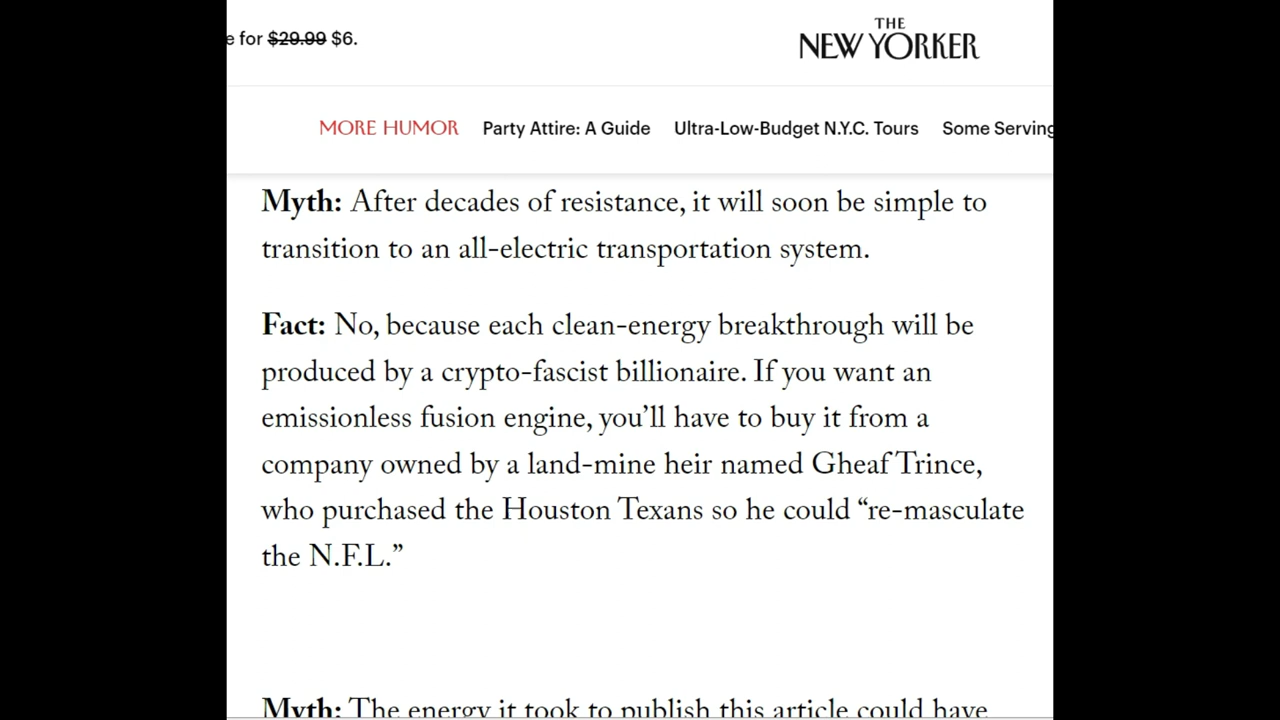 e for $29.99 $6.
THE
NEW YORKER
MORE HUMOR Party Attire: A Guide Ultra-Low-Budget N.Y.C. Tours Some Serving
Myth: After decades of resistance, it will soon be simple to
transition to an all-electric transportation system.
Fact: No, because each clean-energy breakthrough will be
produced by a crypto-fascist billionaire. If you want an
emissionless fusion engine, you’ll have to buy it from a
company owned by a land-mine heir named Gheaf Trince,
who purchased the Houston Texans so he could “re-masculate
the N.F.L.”
Myth: The energy it took to publish this article could have